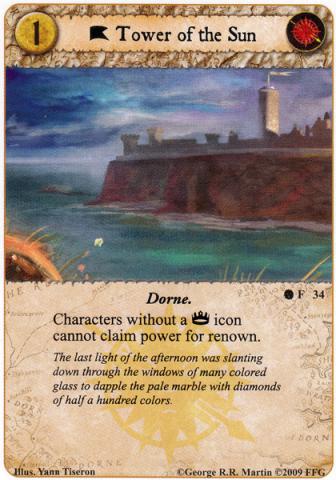 1
Tower of the Sun
F 34
Dorne.
Characters without a icon
cannot claim power for renown.
The last light of the afternoon was slanting
down through the windows of many colored
glass to dapple the pale marble with diamonds
of half a hundred colors.
DORNE
Illus. Yann Tiseron ©George R.R. Martin ©2009 FFG